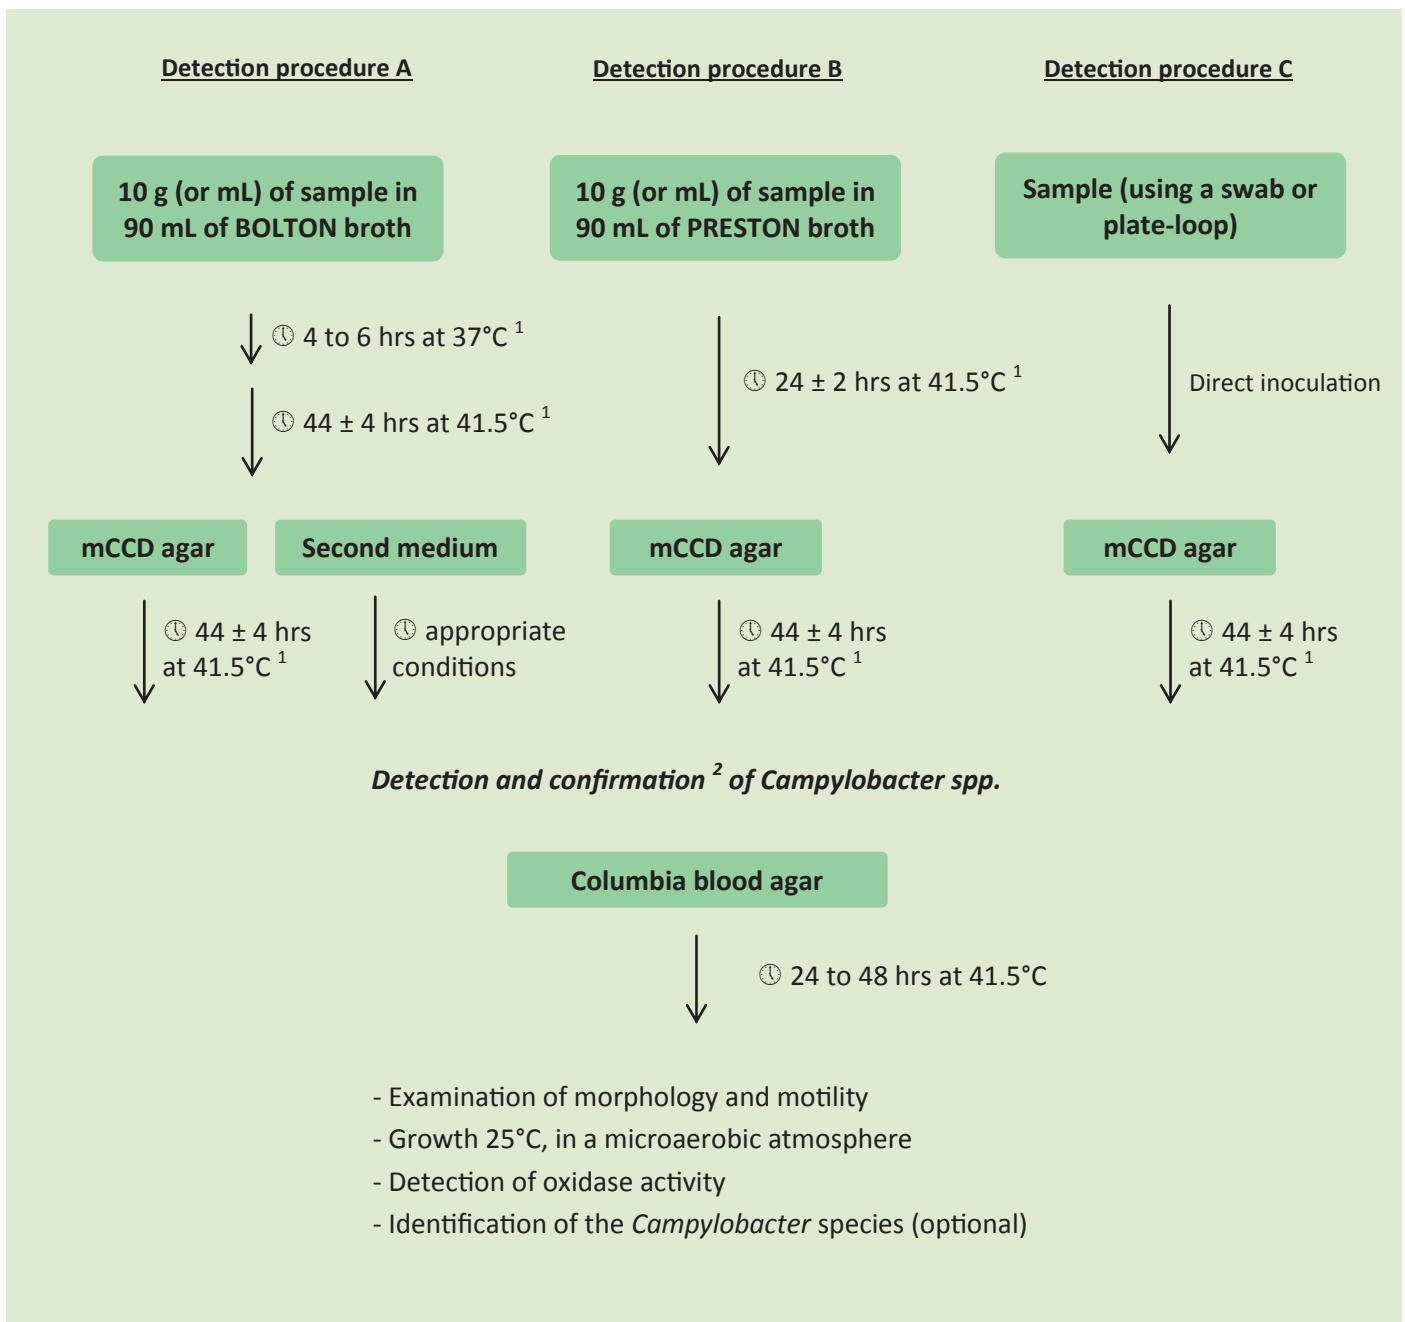 Detection procedure A
Detection procedure B
Detection procedure C
10 g (or mL) of sample in
90 mL of BOLTON broth
10 g (or mL) of sample in
90 mL of PRESTON broth
Sample (using a swab or
plate-loop)
4 to 6 hrs at 37°C ¹
44 ± 4 hrs at 41.5°C ¹
24 ± 2 hrs at 41.5°C ¹
Direct inoculation
mCCD agar
Second medium
mCCD agar
mCCD agar
44 ± 4 hrs
at 41.5°C ¹
appropriate
conditions
44 ± 4 hrs
at 41.5°C ¹
44 ± 4 hrs
at 41.5°C ¹
Detection and confirmation ² of Campylobacter spp.
Columbia blood agar
24 to 48 hrs at 41.5°C
- Examination of morphology and motility
- Growth 25°C, in a microaerobic atmosphere
- Detection of oxidase activity
- Identification of the Campylobacter species (optional)